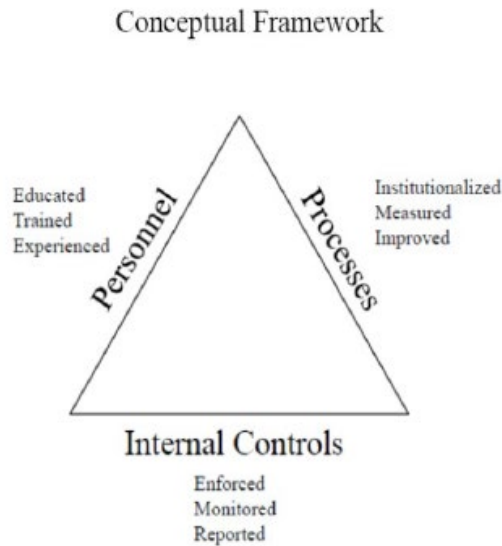 Conceptual Framework
Educated
Trained
Experienced
Personnel
Processes
Institutionalized
Measured
Improved
Internal Controls
Enforced
Monitored
Reported